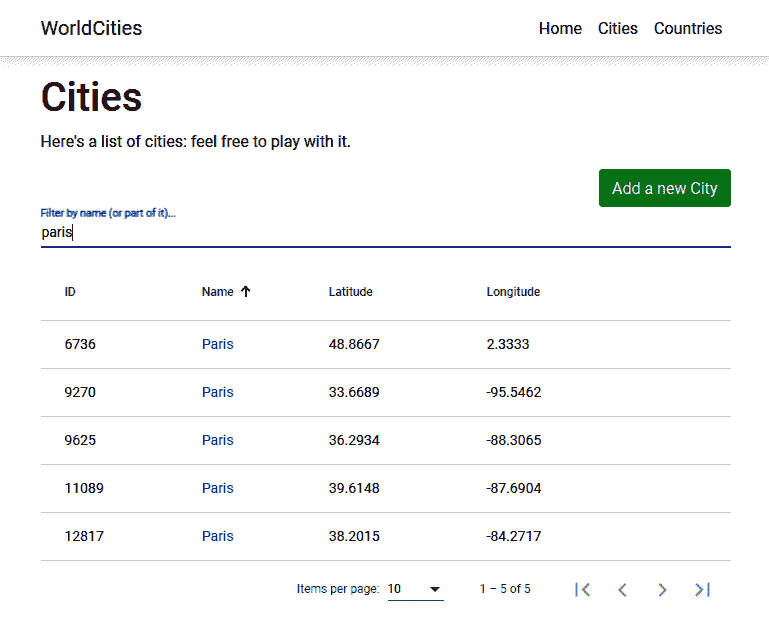 WorldCities Home Cities Countries
Cities
Here's a list of cities: feel free to play with it.
Add a new City
Filter by name (or part of it)...
paris
ID Name Latitude Longitude
6736 Paris 48.8667 2.3333
9270 Paris 33.6689 -95.5462
9625 Paris 36.2934 -88.3065
11089 Paris 39.6148 -87.6904
12817 Paris 38.2015 -84.2717
Items per page: 10 1 – 5 of 5